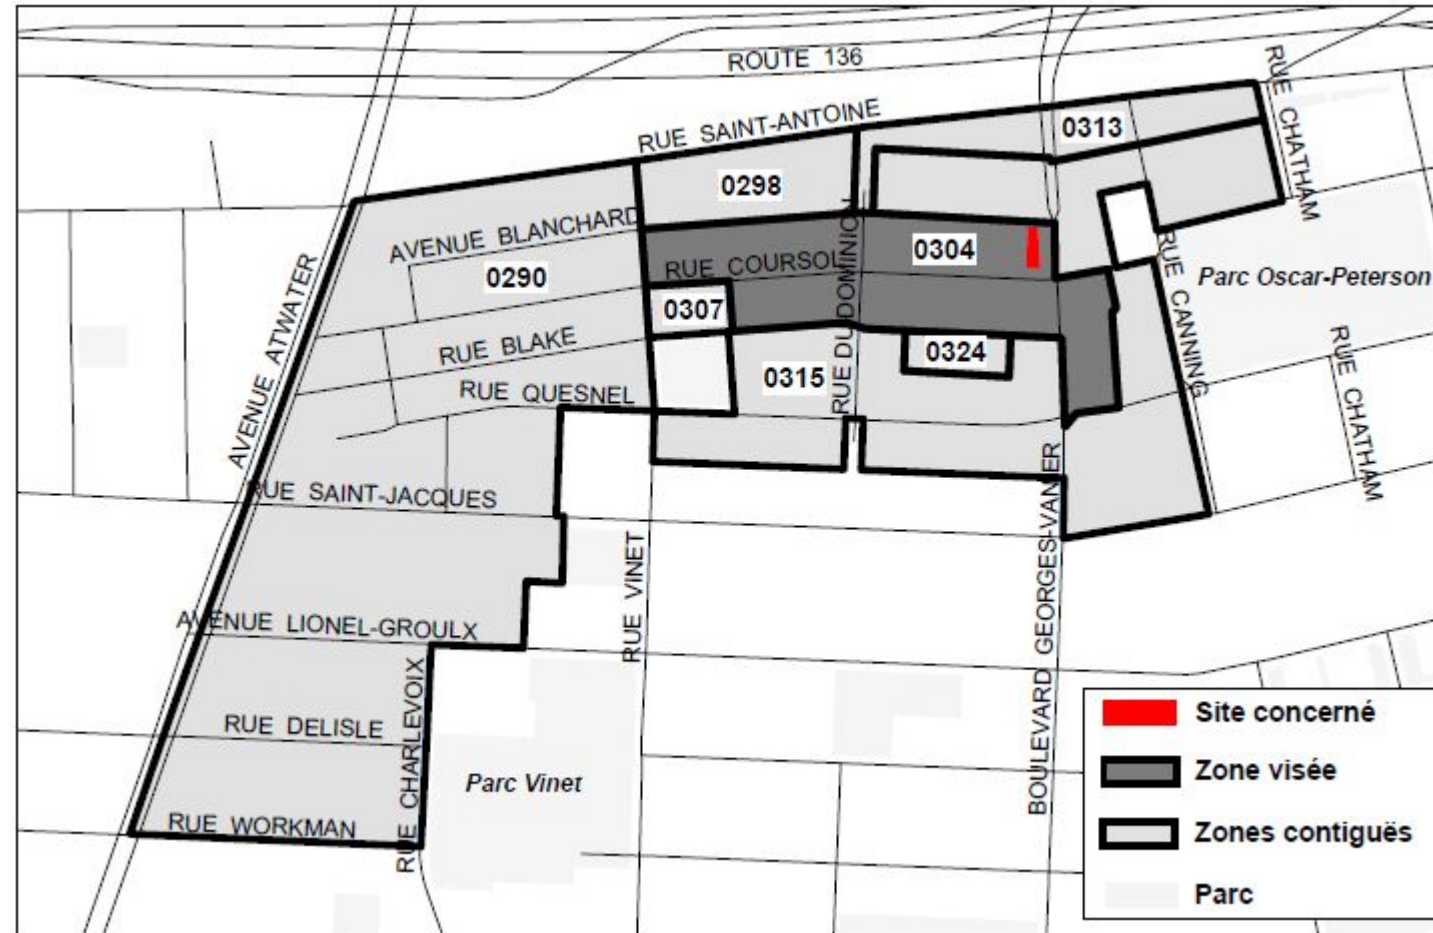 ROUTE 136
RUE SAINT-ANTOINE
0313
RUE CHATHAM
0298
AVENUE BLANCHARD
0290
RUE COURSOL
0304
RUE DU DOMINION
RUE CANNING
Parc Oscar-Peterson
0307
AVENUE ATWATER
RUE BLAKE
0324
0315
RUE QUESNEL
RUE CHATHAM
RUE SAINT-JACQUES
RUE VINET
BOULEVARD GEORGES-VANIER
AVENUE LIONEL-GROULX
RUE CHARLEVOIX
RUE DELISLE
Parc Vinet
RUE WORKMAN
Site concerné
Zone visée
Zones contiguës
Parc